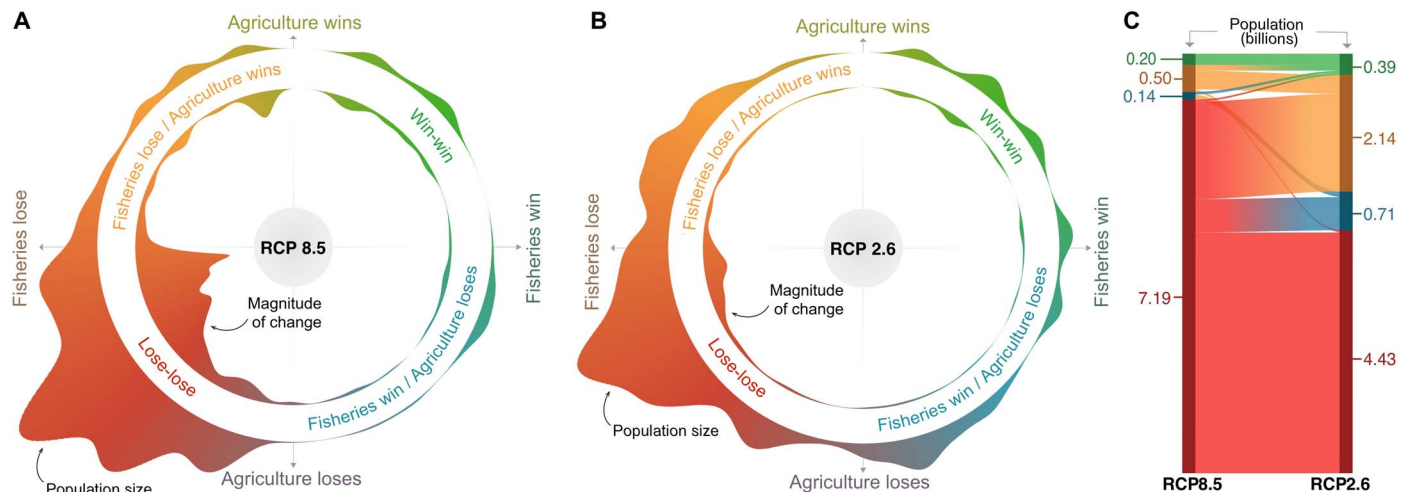 A
Agriculture wins
Fisheries lose / Agriculture wins
Win-win
Fisheries lose
RCP 8.5
Fisheries win
Magnitude
of change
Lose-lose
Fisheries win / Agriculture loses
Agriculture loses
Population size
B
Agriculture wins
Fisheries lose / Agriculture wins
Win-win
Fisheries lose
RCP 2.6
Fisheries win
Magnitude
of change
Lose-lose
Fisheries win / Agriculture loses
Population size
Agriculture loses
C
Population
(billions)
0.20
0.50
0.14
7.19
0.39
2.14
0.71
4.43
RCP8.5
RCP2.6